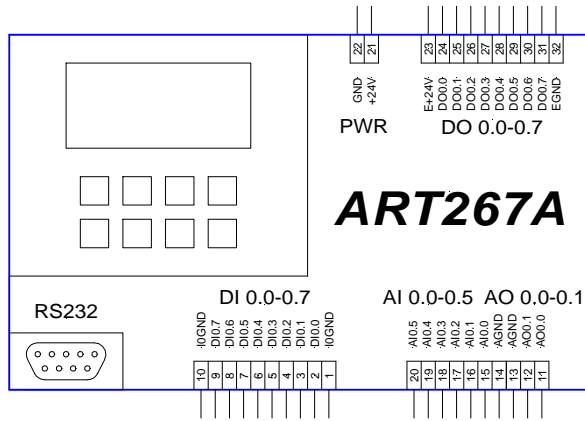 22 21
GND +24V
PWR
23 24 25 26 27 28 29 30 31 32
E+24V DO0.0 DO0.1 DO0.2 DO0.3 DO0.4 DO0.5 DO0.6 DO0.7 EGND
DO 0.0-0.7
ART267A
RS232
DI 0.0-0.7
I0GND DI0.7 DI0.6 DI0.5 DI0.4 DI0.3 DI0.2 DI0.1 DI0.0 I0GND
10 9 8 7 6 5 4 3 2 1
AI 0.0-0.5 AO 0.0-0.1
AI0.5 AI0.4 AI0.3 AI0.2 AI0.1 AI0.0 AGND AGND AO0.1 AO0.0
20 19 18 17 16 15 14 13 12 11